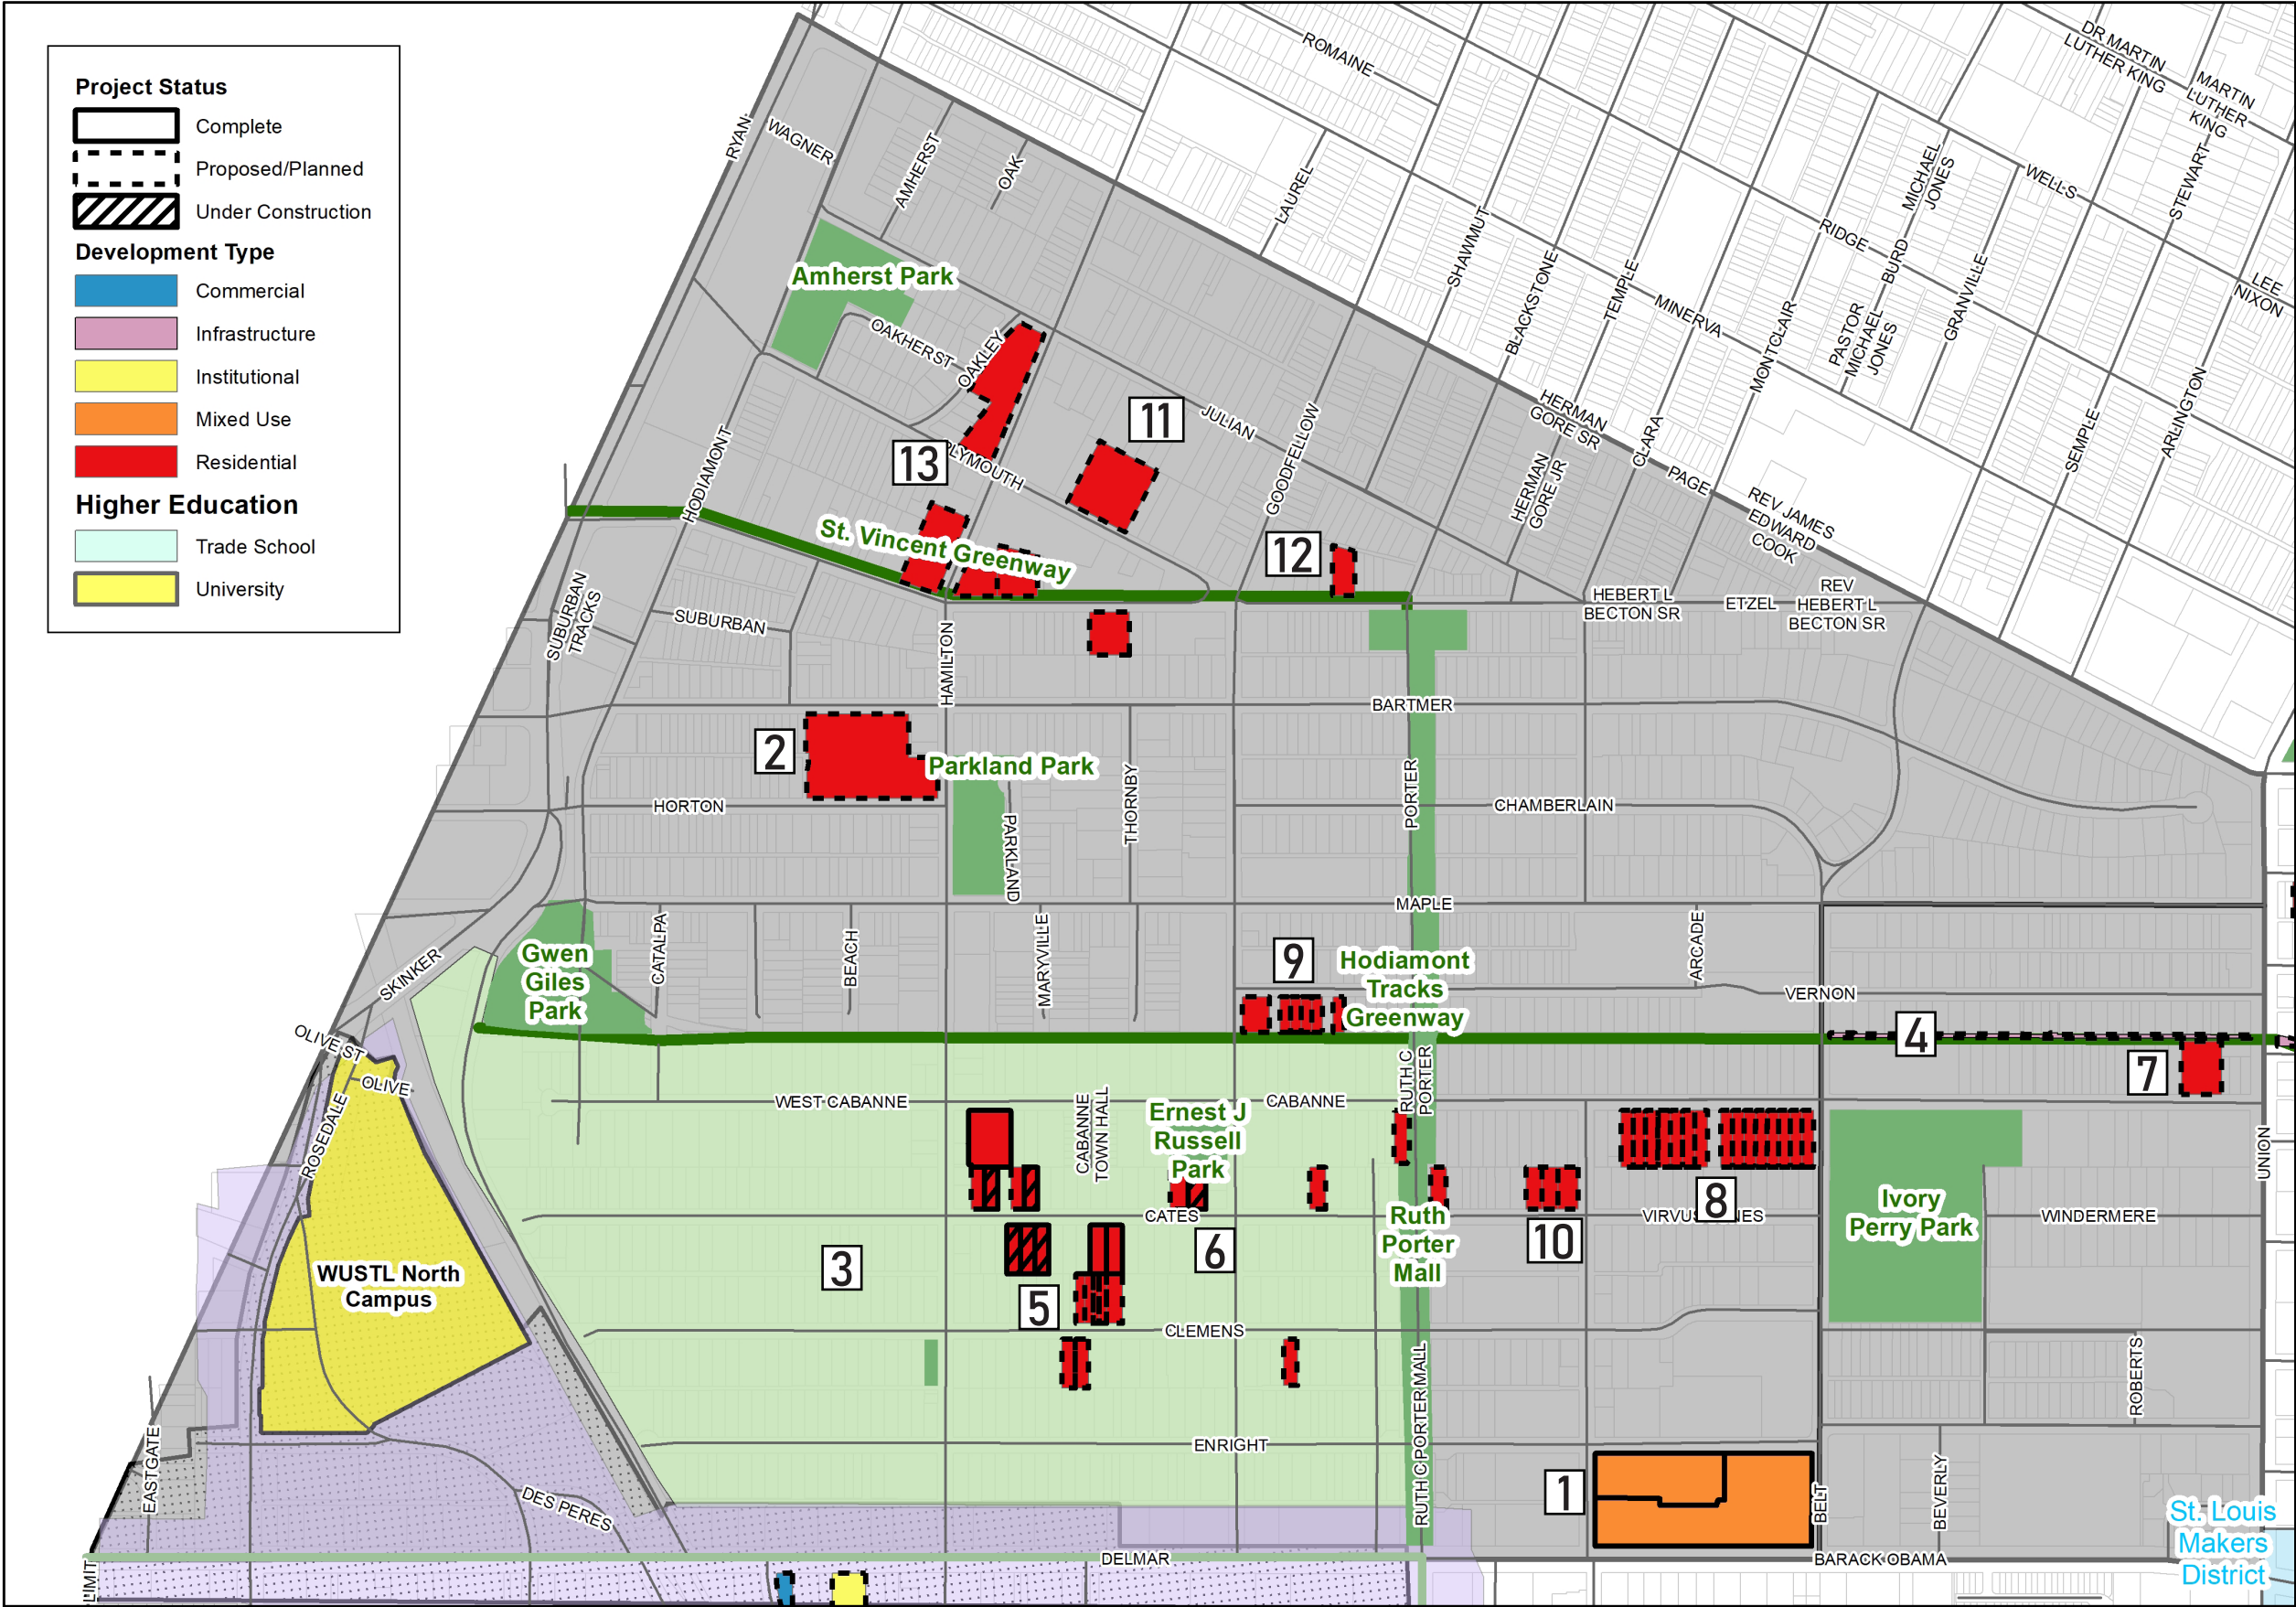 Project Status
Complete
Proposed/Planned
Under Construction
Development Type
Commercial
Infrastructure
Institutional
Mixed Use
Residential
Higher Education
Trade School
University
ROMAINE
DR MARTIN
LUTHER KING
MARTIN
LUTHER
KING
RYAN
WAGNER
AMHERST
OAK
LAUREL
SHAWMUT
BLACKSTONE
TEMPLE
MINERVA
MONTCLAIR
RIDGE
MICHAEL
JONES
BURD
PASTOR
MICHAEL
JONES
GRANVILLE
WELLS
STEWART
LEE
NIXON
SEMPLE
ARLINGTON
Amherst Park
OAKHERST
OAKLEY
11
JULIAN
GOODFELLOW
HERMAN
GORE SR
HERMAN
GORE JR
CLARA
PAGE
REV JAMES
EDWARD
COOK
HODIAMONT
13
PLYMOUTH
St. Vincent Greenway
12
SUBURBAN
TRACKS
SUBURBAN
HAMILTON
HEBERT L
BECTON SR
ETZEL
REV
HEBERT L
BECTON SR
BARTMER
2
Parkland Park
HORTON
PARKLAND
THORNBY
PORTER
CHAMBERLAIN
MAPLE
SKINKER
Gwen
Giles
Park
CATALPA
BEACH
MARYVILLE
9
Hodiamont
Tracks
Greenway
ARCADE
VERNON
4
7
OLIVE ST
OLIVE
ROSEDALE
WEST CABANNE
CABANNE
TOWN HALL
Ernest J
Russell
Park
CABANNE
RUTH C
PORTER
CATES
6
Ruth
Porter
Mall
10
8
VIRVUS JONES
Ivory
Perry Park
WINDERMERE
UNION
WUSTL North
Campus
3
5
CLEMENS
ROBERTS
RUTH C PORTER MALL
ENRIGHT
EASTGATE
DES PERES
1
BELT
BEVERLY
St. Louis
Makers
District
LIMIT
DELMAR
BARACK OBAMA